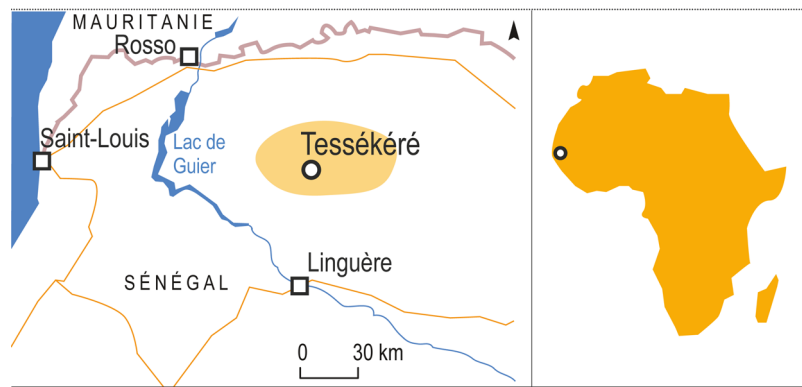 MAURITANIE
Rosso
Saint-Louis
Lac de
Guier
Tessékéré
Linguère
SÉNÉGAL
0 30 km